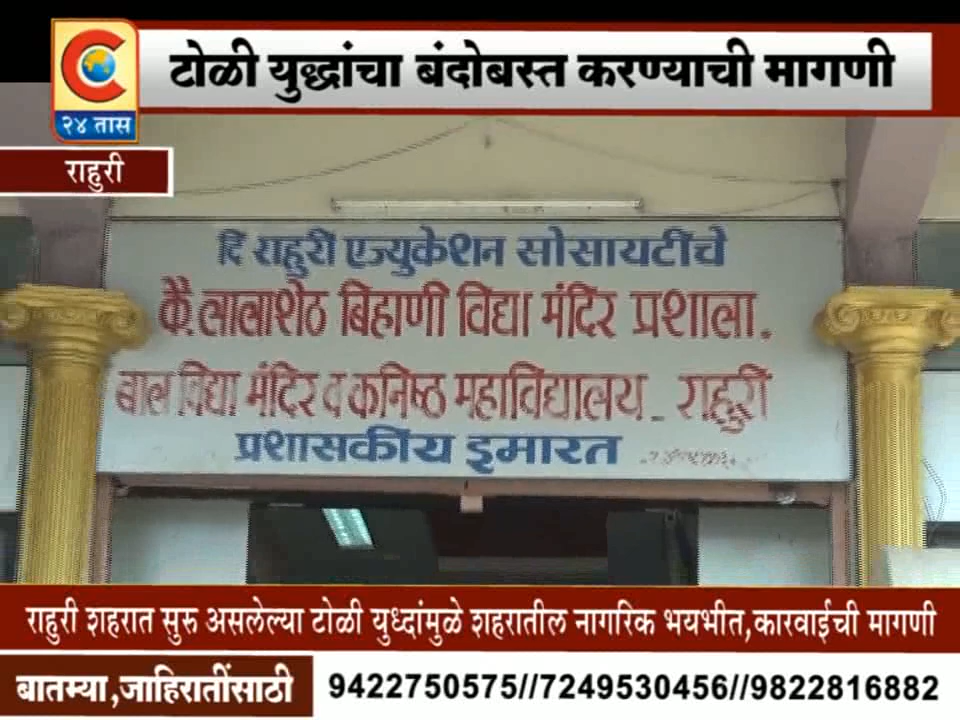 टोळी युद्धांचा बंदोबस्त करण्याची मागणी
C
२४ तास
राहुरी
दि राहुरी एज्युकेशन सोसायटीचे
कै. लालाशेठ बिहाणी विद्या मंदिर प्रशाला.
बाल विद्या मंदिर व कनिष्ठ महाविद्यालय - राहुरी
प्रशासकीय इमारत
राहुरी शहरात सुरु असलेल्या टोळी युध्दांमुळे शहरातील नागरिक भयभीत,कारवाईची मागणी
बातम्या,जाहिरातींसाठी
9422750575//7249530456//9822816882